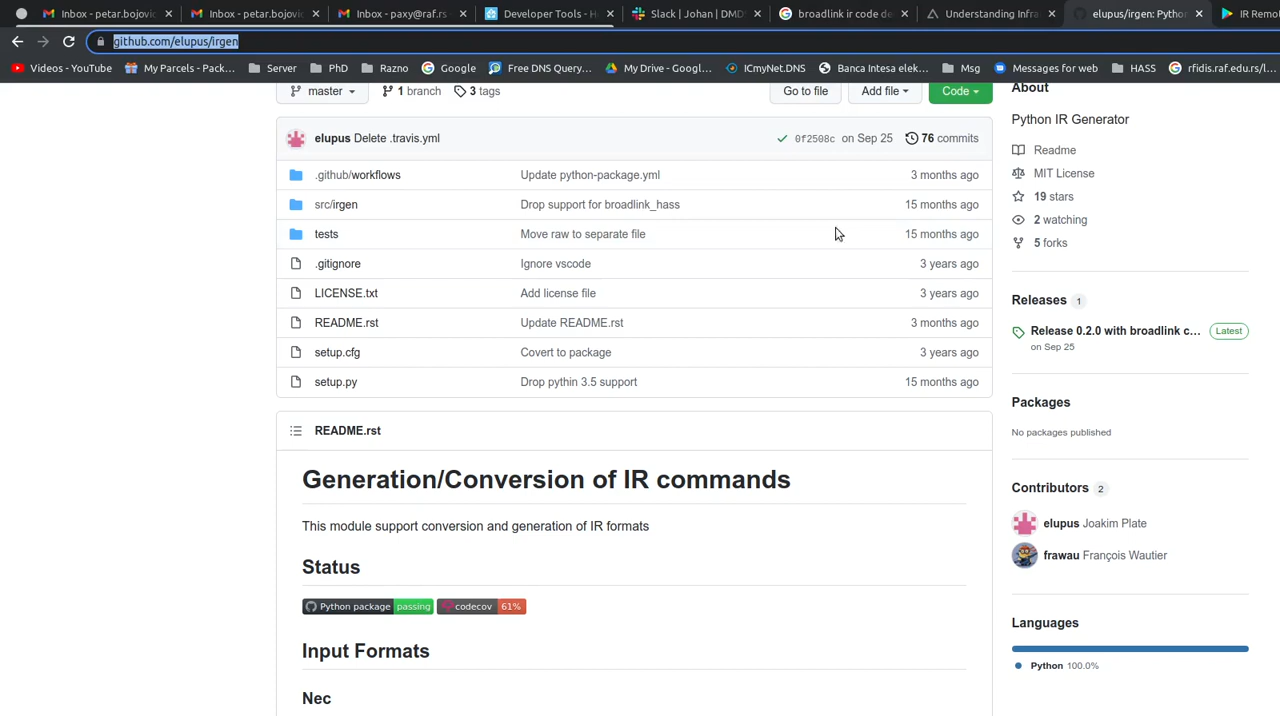 Inbox - petar.bojovic
Inbox - petar.bojovic
Inbox - paxy@raf.rs
Developer Tools - H
Slack | Johan | DMD
broadlink ir code de
Understanding Infra
elupus/irgen: Pytho
IR Remo
github.com/elupus/irgen
Videos - YouTube
My Parcels - Pack...
Server
PhD
Razno
Google
Free DNS Query...
My Drive - Googl...
ICmyNet.DNS
Banca Intesa elek...
Msg
Messages for web
HASS
rfidis.raf.edu.rs/l...
master
1 branch
3 tags
Go to file
Add file
Code
About
Python IR Generator
elupus Delete .travis.yml
0f2508c on Sep 25
76 commits
Readme
.github/workflows
Update python-package.yml
3 months ago
MIT License
src/irgen
Drop support for broadlink_hass
15 months ago
19 stars
tests
Move raw to separate file
15 months ago
2 watching
5 forks
.gitignore
Ignore vscode
3 years ago
LICENSE.txt
Add license file
3 years ago
Releases 1
README.rst
Update README.rst
3 months ago
Release 0.2.0 with broadlink c...
Latest
on Sep 25
setup.cfg
Covert to package
3 years ago
setup.py
Drop pythin 3.5 support
15 months ago
Packages
No packages published
README.rst
Generation/Conversion of IR commands
Contributors 2
This module support conversion and generation of IR formats
elupus Joakim Plate
frawau François Wautier
Status
Python package passing
codecov 61%
Languages
Input Formats
Python 100.0%
Nec